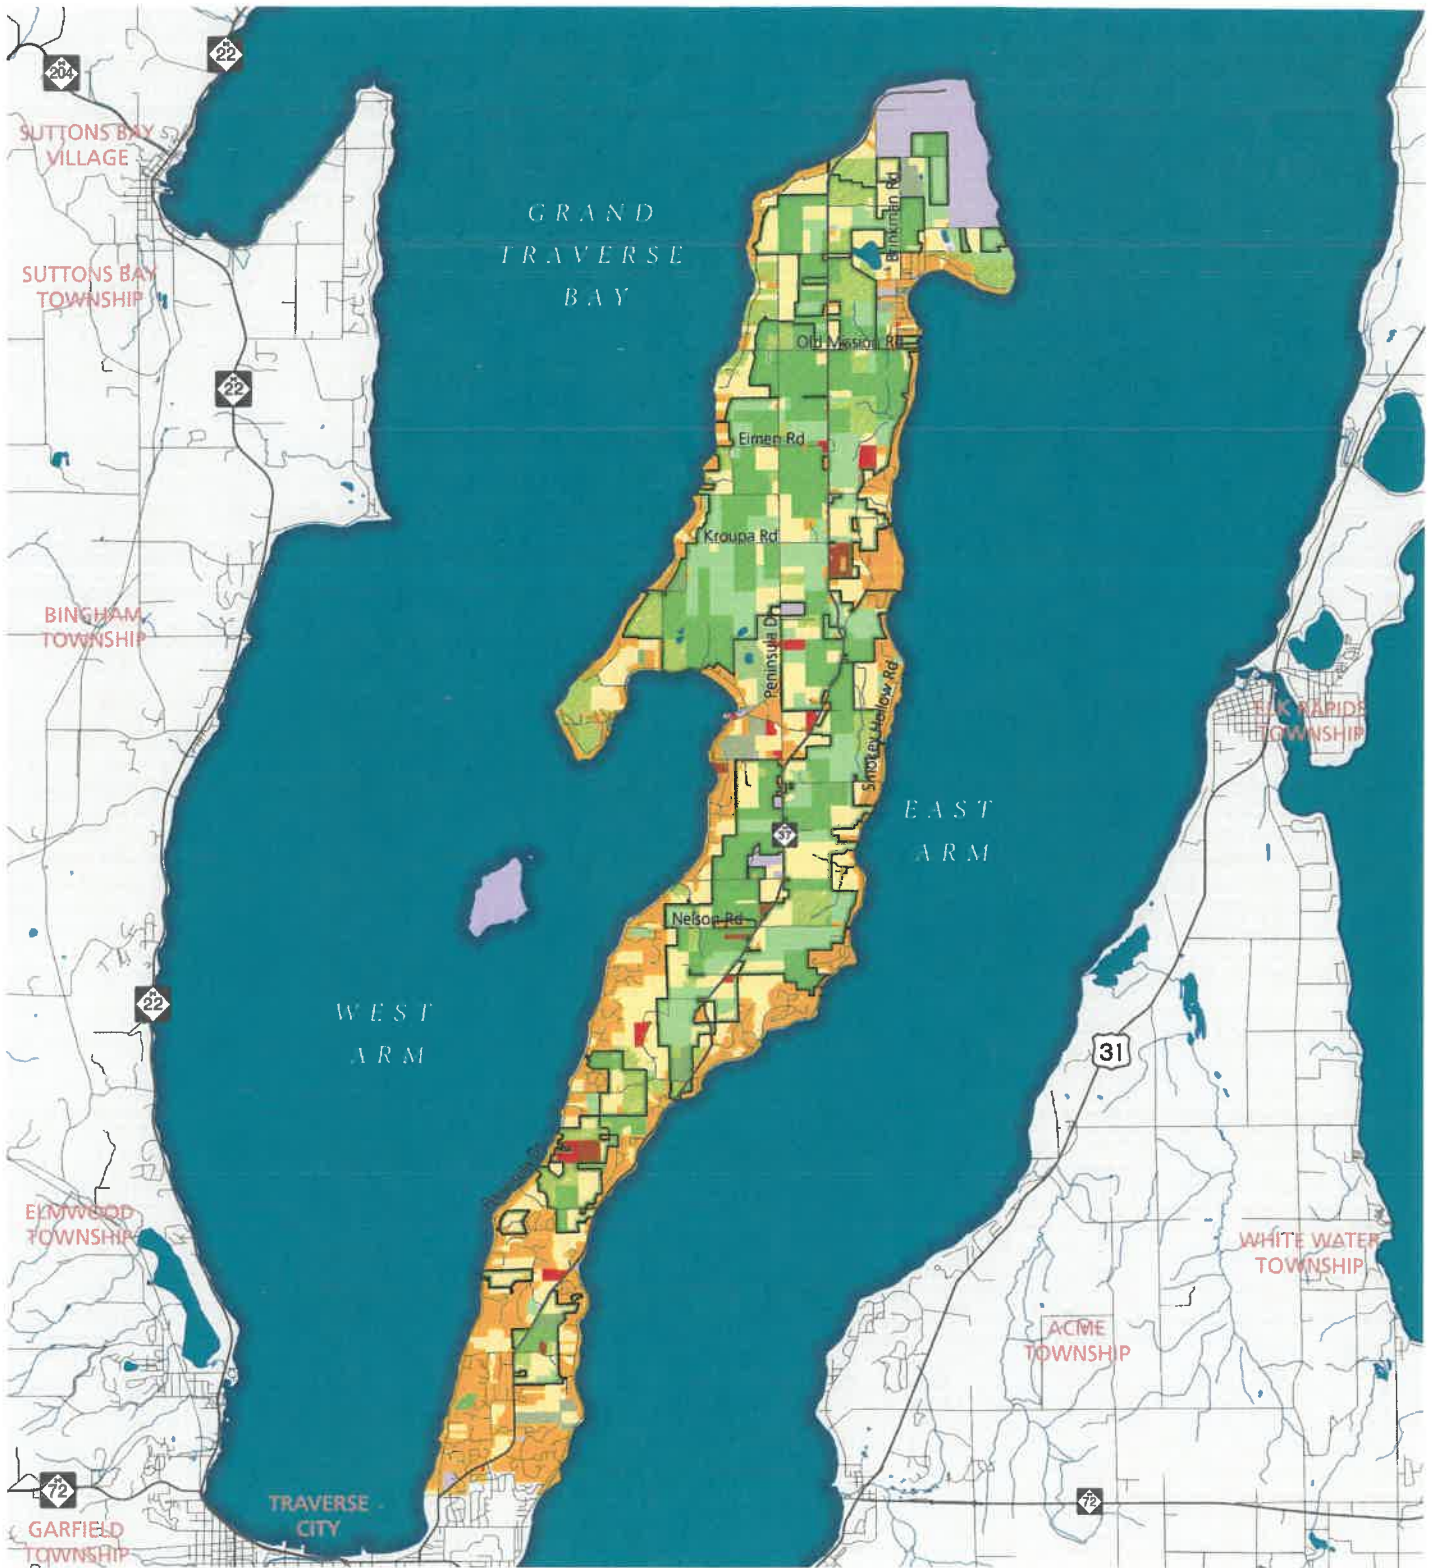 M
22
204
SUTTONS BAY
VILLAGE
GRAND
TRAVERSE
BAY
Brinkman Rd
SUTTONS BAY
TOWNSHIP
Old Mission Rd
22
Eimen Rd
Kroupa Rd
BINGHAM
TOWNSHIP
Peninsula Dr
Smokey Hollow Rd
ELK RAPIDS
TOWNSHIP
EAST
ARM
37
Nelson Rd
22
WEST
ARM
31
ELMWOOD
TOWNSHIP
WHITE WATER
TOWNSHIP
ACME
TOWNSHIP
72
72
TRAVERSE
CITY
GARFIELD
TOWNSHIP